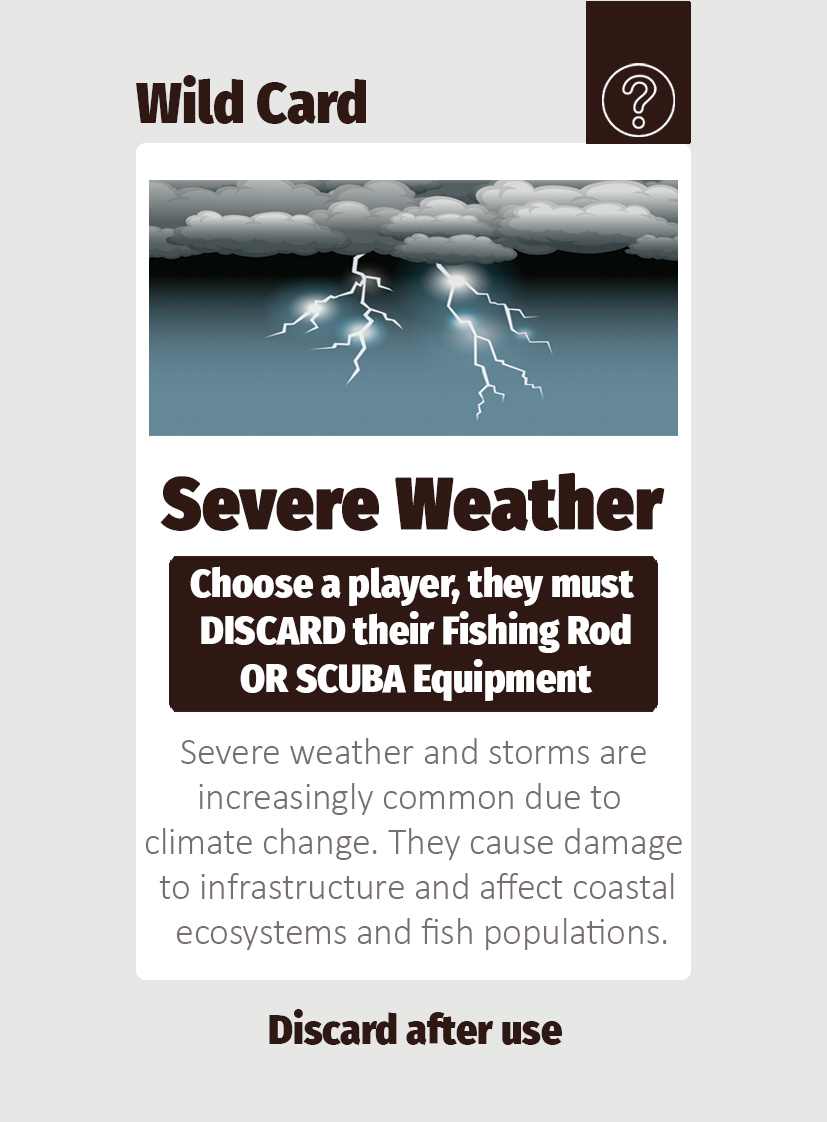 Wild Card
?
Severe Weather
Choose a player, they must
DISCARD their Fishing Rod
OR SCUBA Equipment
Severe weather and storms are
increasingly common due to
climate change. They cause damage
to infrastructure and affect coastal
ecosystems and fish populations.
Discard after use